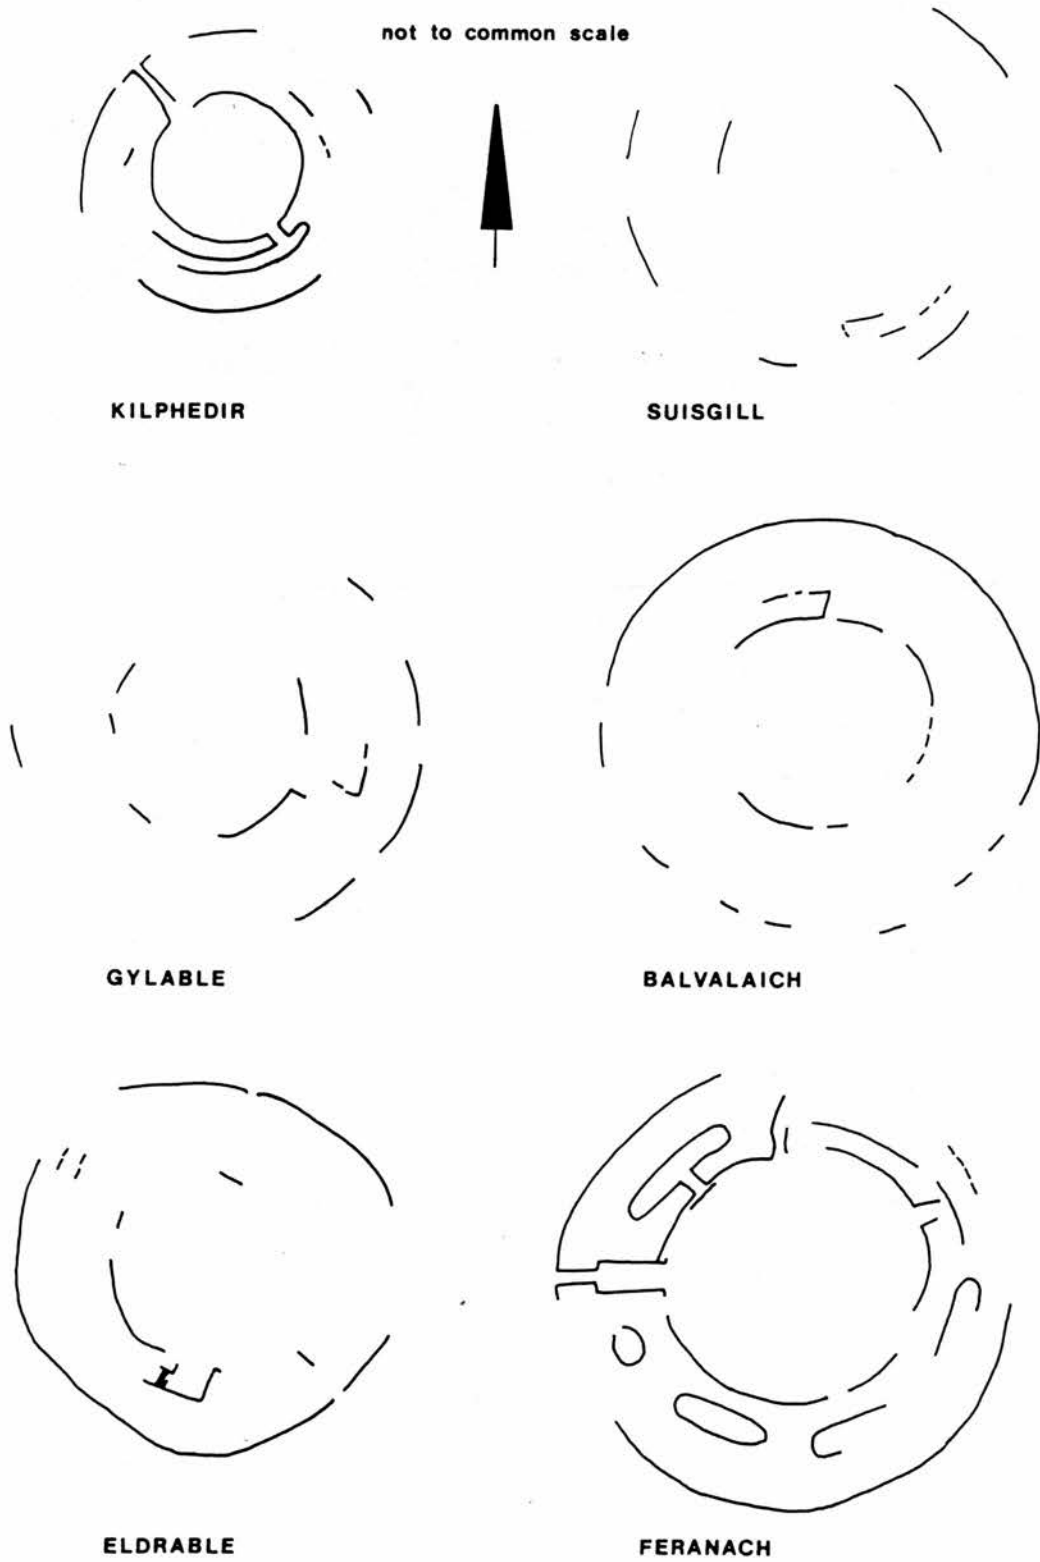 not to common scale
KILPHEDIR
SUISGILL
GYLABLE
BALVALAICH
ELDRABLE
FERANACH